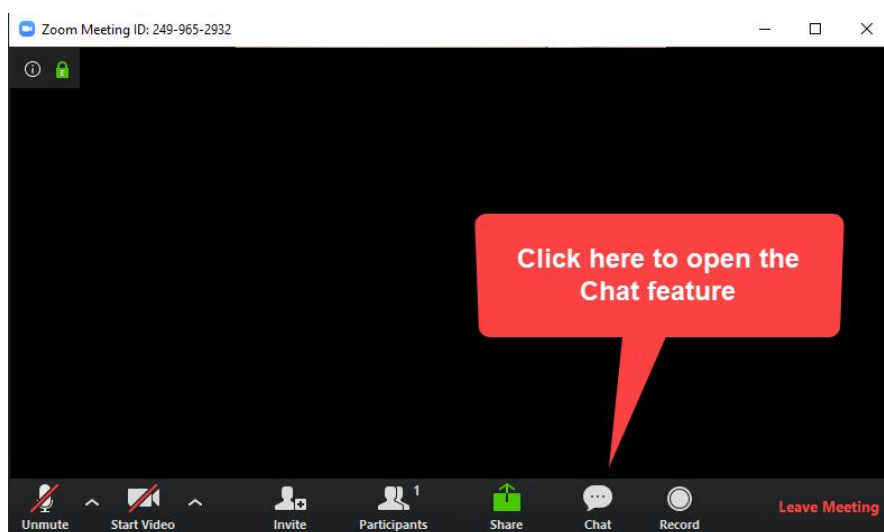 Zoom Meeting ID: 249-965-2932
E
Click here to open the
Chat feature
1
Unmute
Start Video
Invite
Participants
Share
Chat
Record
Leave Meeting